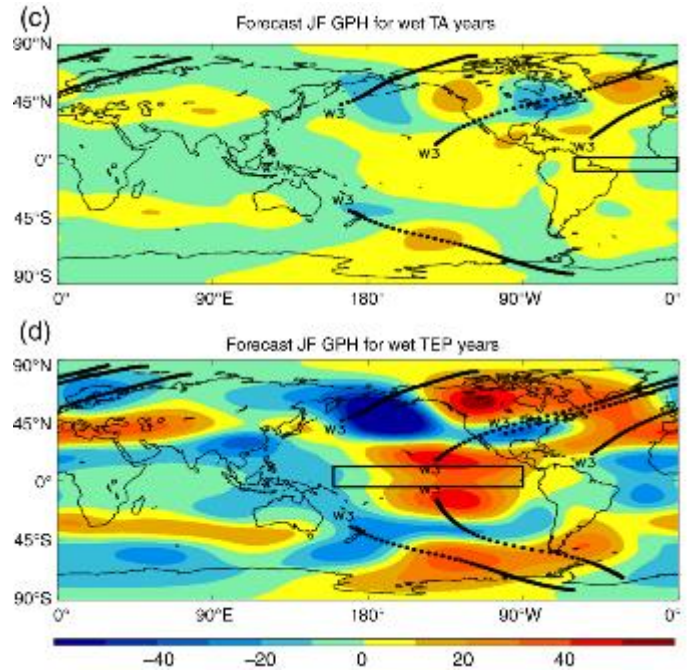 (c)
Forecast JF GPH for wet TA years
90°N
45°N
0°
45°S
90°S
W3
W3
W3
W3
0° 90°E 180° 90°W 0°
(d)
Forecast JF GPH for wet TEP years
90°N
45°N
0°
45°S
90°S
W3
W3
W3
W3
W3
W3
0° 90°E 180° 90°W 0°
−40 −20 0 20 40